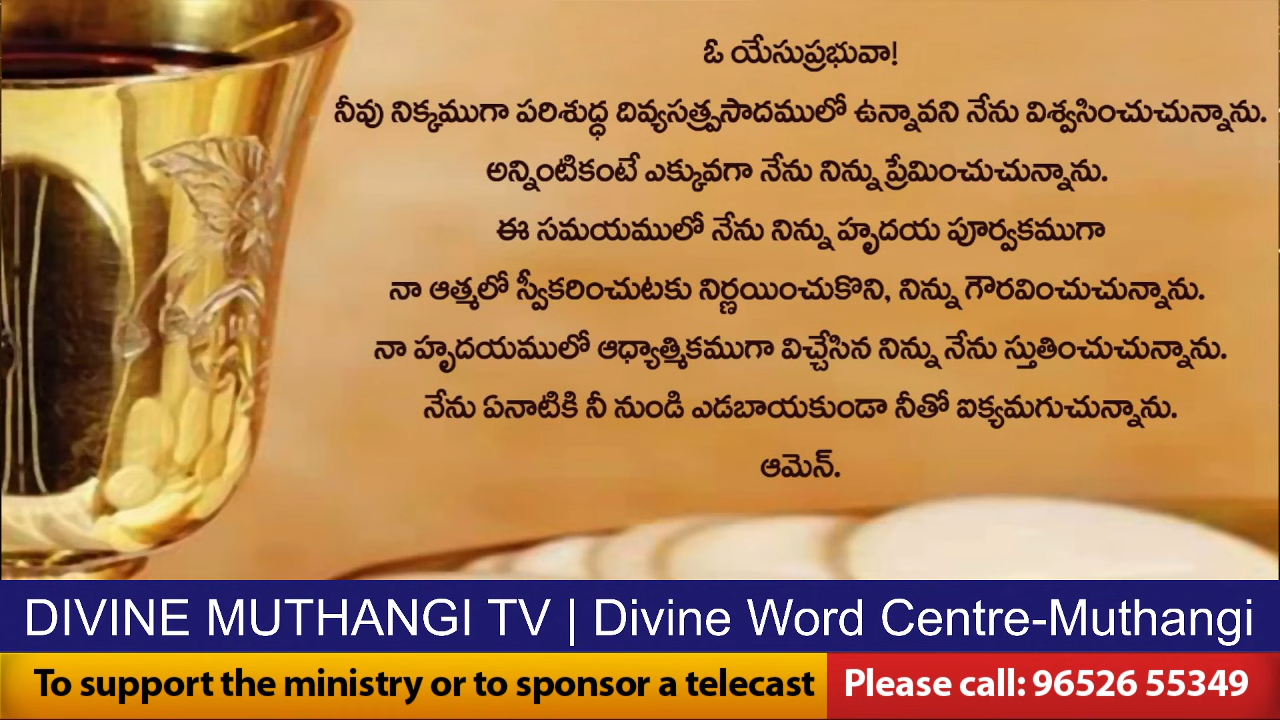 ఓ యేసుప్రభువా!
నీవు నిక్కముగా పరిశుద్ధ దివ్యసత్ప్రసాదములో ఉన్నావని నేను విశ్వసించుచున్నాను.
అన్నింటికంటే ఎక్కువగా నేను నిన్ను ప్రేమించుచున్నాను.
ఈ సమయములో నేను నిన్ను హృదయ పూర్వకముగా
నా ఆత్మలో స్వీకరించుటకు నిర్ణయించుకొని, నిన్ను గౌరవించుచున్నాను.
నా హృదయములో ఆధ్యాత్మికముగా విచ్చేసిన నిన్ను నేను స్తుతించుచున్నాను.
నేను ఏనాటికి నీ నుండి ఎడబాయకుండా నీతో ఐక్యమగుచున్నాను.
ఆమెన్.
DIVINE MUTHANGI TV | Divine Word Centre-Muthangi
To support the ministry or to sponsor a telecast Please call: 96526 55349